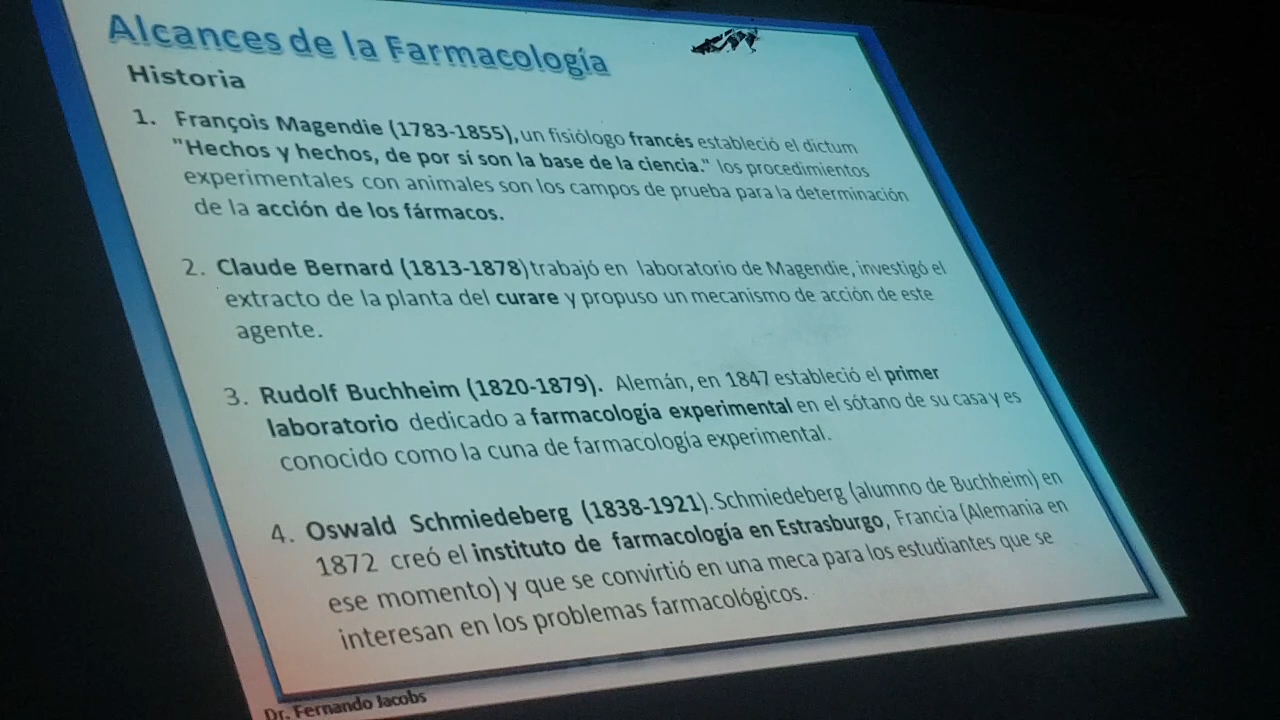 Alcances de la Farmacología
Historia
1. François Magendie (1783-1855), un fisiólogo francés estableció el dictum
"Hechos y hechos, de por sí son la base de la ciencia." los procedimientos
experimentales con animales son los campos de prueba para la determinación
de la acción de los fármacos.
2. Claude Bernard (1813-1878) trabajó en laboratorio de Magendie, investigó el
extracto de la planta del curare y propuso un mecanismo de acción de este
agente.
3. Rudolf Buchheim (1820-1879). Alemán, en 1847 estableció el primer
laboratorio dedicado a farmacología experimental en el sótano de su casa y es
conocido como la cuna de farmacología experimental.
4. Oswald Schmiedeberg (1838-1921). Schmiedeberg (alumno de Buchheim) en
1872 creó el instituto de farmacología en Estrasburgo, Francia (Alemania en
ese momento) y que se convirtió en una meca para los estudiantes que se
interesan en los problemas farmacológicos.
Dr. Fernando Jacobs